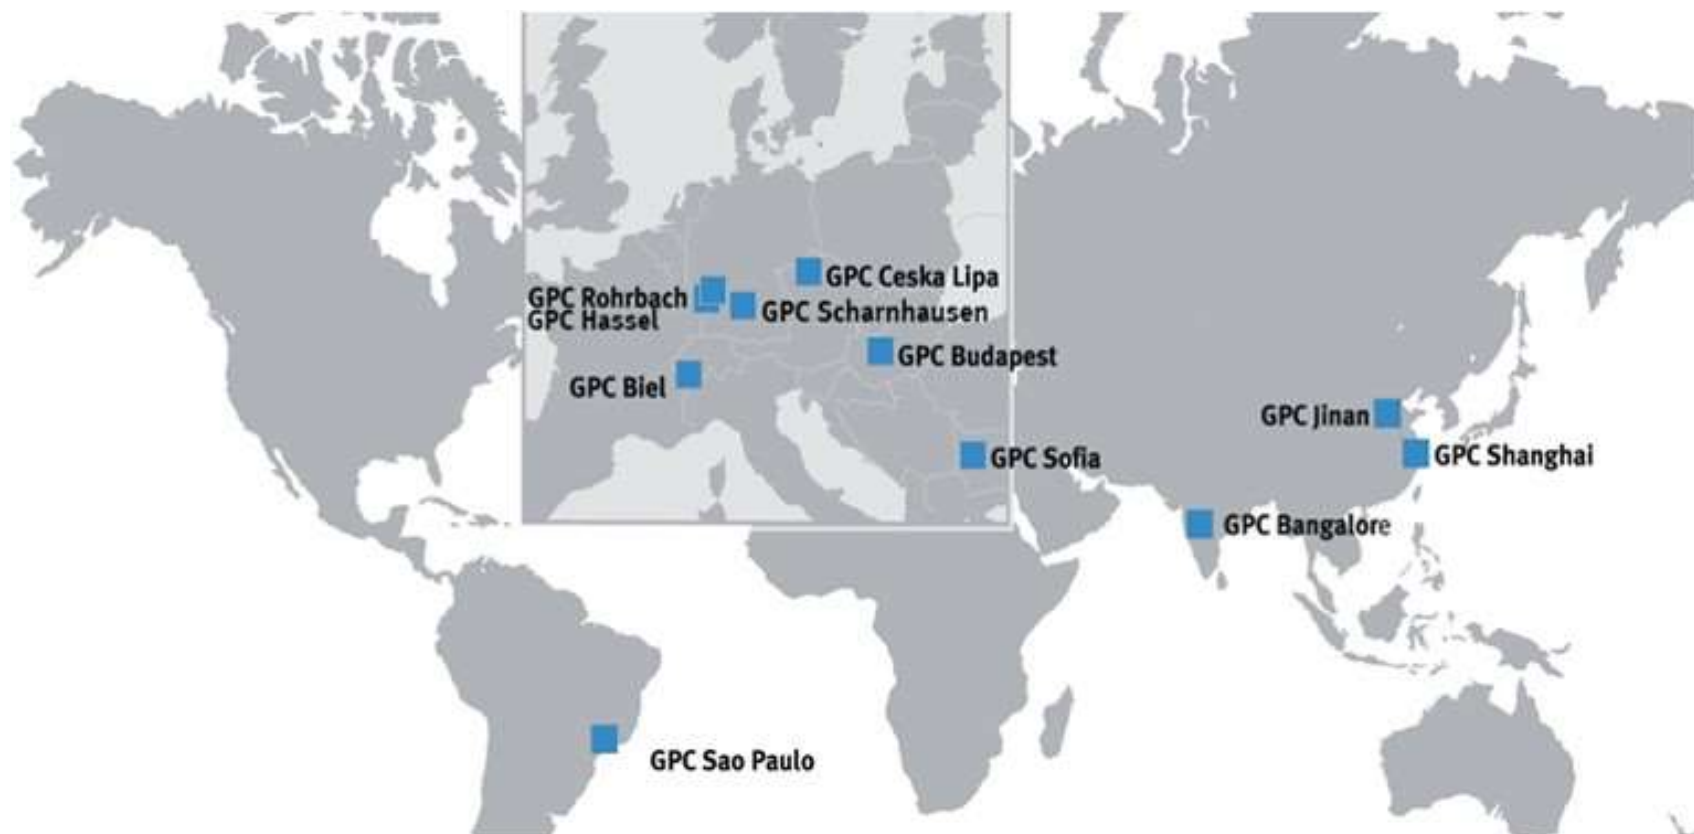 GPC Ceska Lipa
GPC Rohrbach
GPC Hassel
GPC Scharnhausen
GPC Budapest
GPC Biel
GPC Jinan
GPC Sofia
GPC Shanghai
GPC Bangalore
GPC Sao Paulo